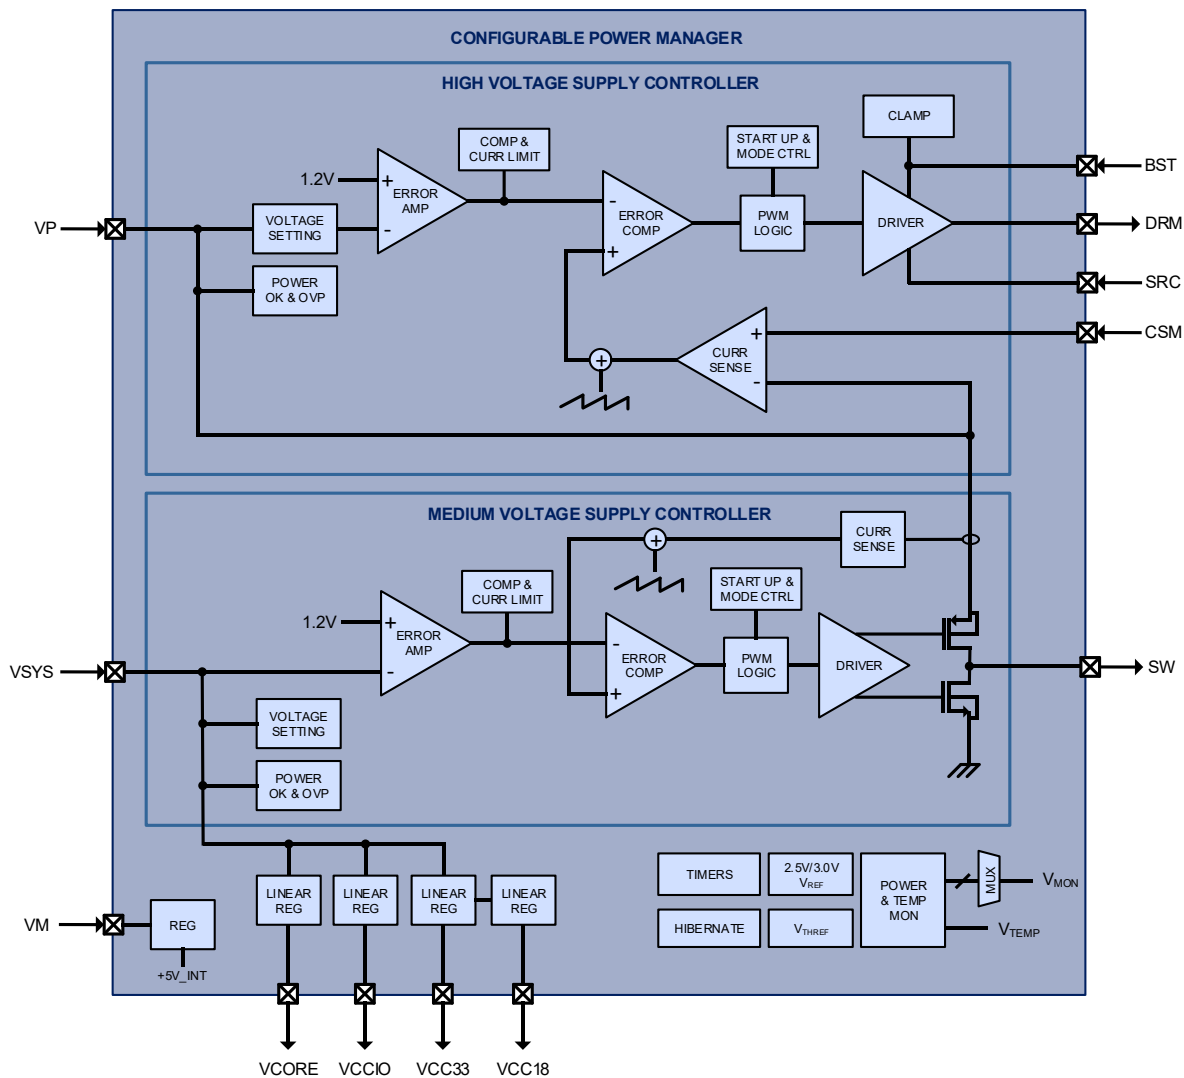 CONFIGURABLE POWER MANAGER
HIGH VOLTAGE SUPPLY CONTROLLER
CLAMP
COMP &
CURR LIMIT
START UP &
MODE CTRL
BST
1.2V
+
ERROR
AMP
-
-
ERROR
COMP
+
PWM
LOGIC
DRIVER
DRM
VP
VOLTAGE
SETTING
POWER
OK & OVP
SRC
CSM
+
CURR
SENSE
-
+
MEDIUM VOLTAGE SUPPLY CONTROLLER
CURR
SENSE
+
COMP &
CURR LIMIT
START UP &
MODE CTRL
1.2V
+
ERROR
AMP
-
-
ERROR
COMP
+
PWM
LOGIC
DRIVER
SW
VSYS
VOLTAGE
SETTING
POWER
OK & OVP
TIMERS
2.5V/3.0V
VREF
POWER
& TEMP
MON
MUX
VMON
HIBERNATE
VTHREF
VTEMP
LINEAR
REG
LINEAR
REG
LINEAR
REG
LINEAR
REG
VM
REG
+5V_INT
VCORE
VCCIO
VCC33
VCC18